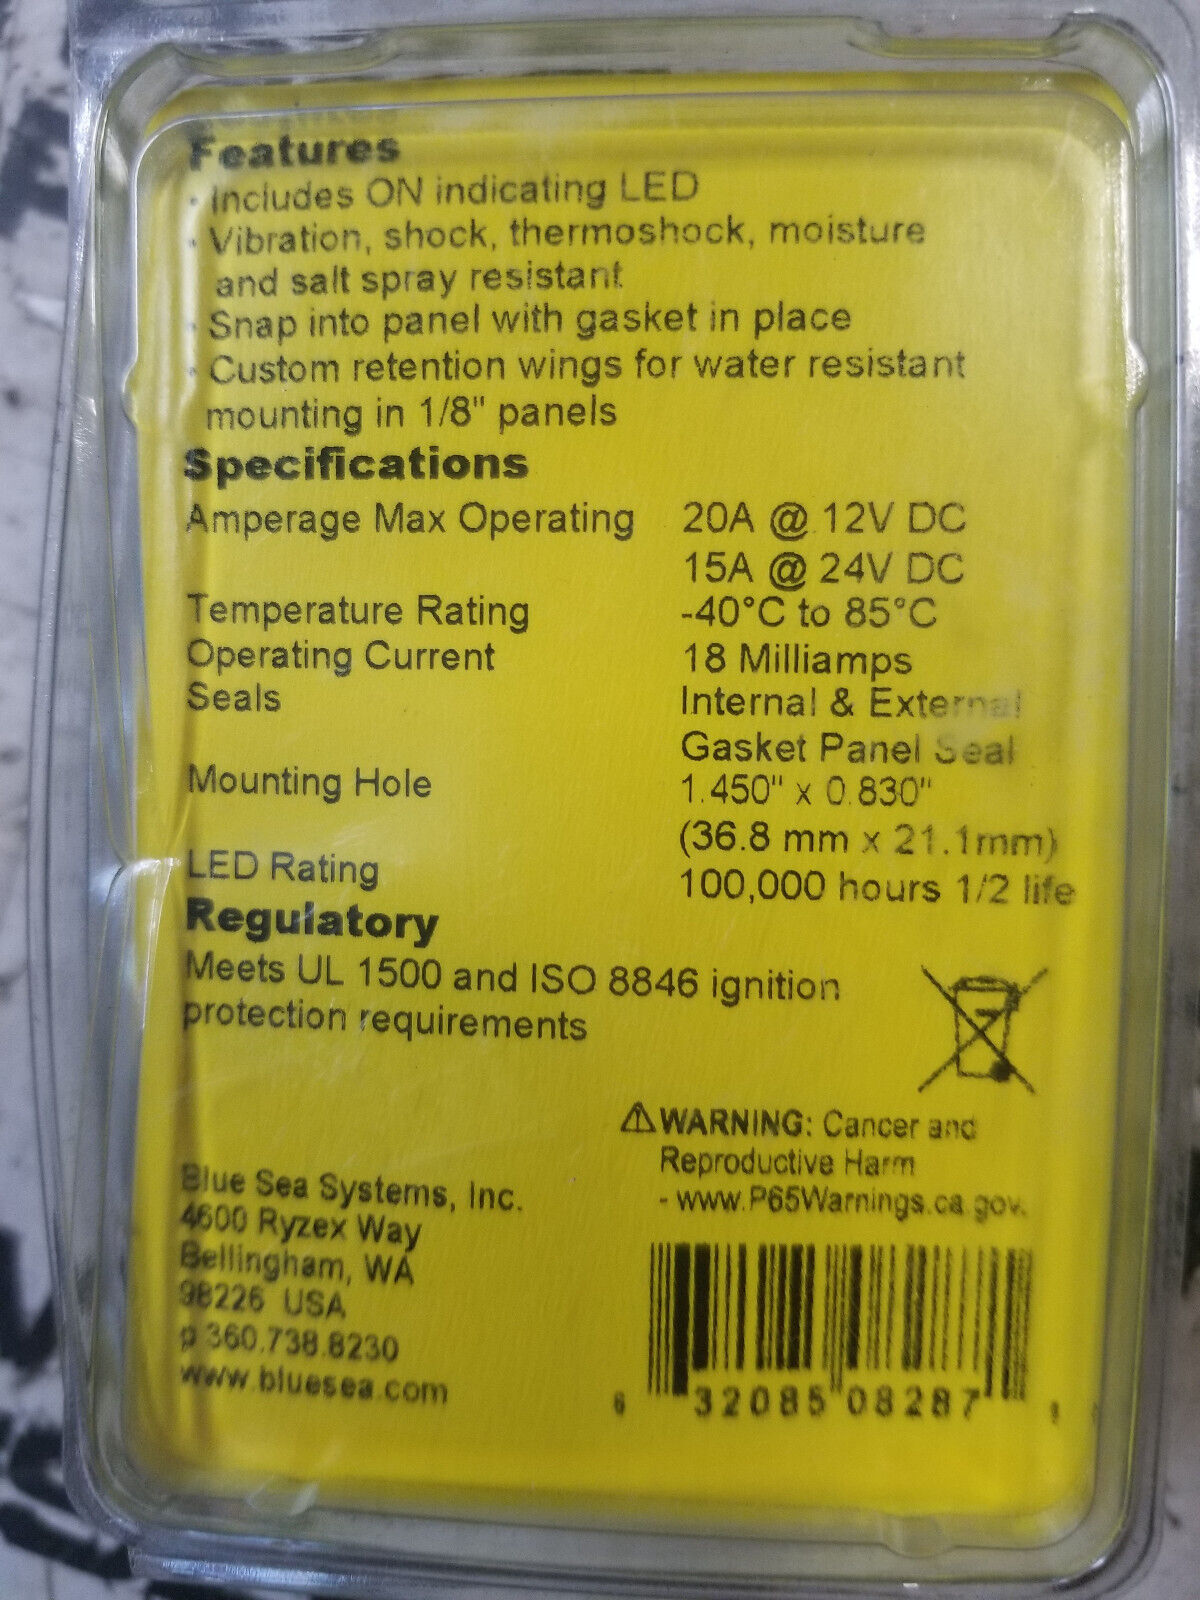 Features
• Includes ON indicating LED
• Vibration, shock, thermoshock, moisture
and salt spray resistant
• Snap into panel with gasket in place
• Custom retention wings for water resistant
mounting in 1/8" panels
Specifications
Amperage Max Operating 20A @ 12V DC
15A @ 24V DC
Temperature Rating -40°C to 85°C
Operating Current 18 Milliamps
Seals Internal & External
Gasket Panel Seal
Mounting Hole 1.450" x 0.830"
(36.8 mm x 21.1mm)
LED Rating 100,000 hours 1/2 life
Regulatory
Meets UL 1500 and ISO 8846 ignition
protection requirements
⚠WARNING: Cancer and
Reproductive Harm
- www.P65Warnings.ca.gov.
Blue Sea Systems, Inc.
4600 Ryzex Way
Bellingham, WA
98226 USA
p 360.738.8230
www.bluesea.com
6 32085 08287